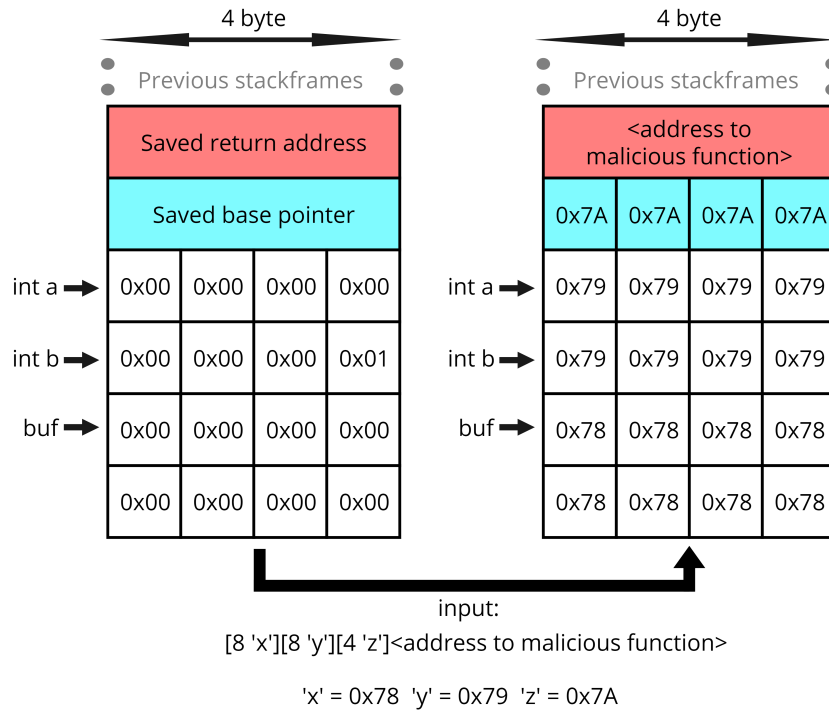 4 byte 4 byte
Previous stackframes Previous stackframes
Saved return address <address to
malicious function>
Saved base pointer 0x7A 0x7A 0x7A 0x7A
int a 0x00 0x00 0x00 0x00 int a 0x79 0x79 0x79 0x79
int b 0x00 0x00 0x00 0x01 int b 0x79 0x79 0x79 0x79
buf 0x00 0x00 0x00 0x00 buf 0x78 0x78 0x78 0x78
0x00 0x00 0x00 0x00 0x78 0x78 0x78 0x78
input:
[8 'x'][8 'y'][4 'z']<address to malicious function>
'x' = 0x78 'y' = 0x79 'z' = 0x7A